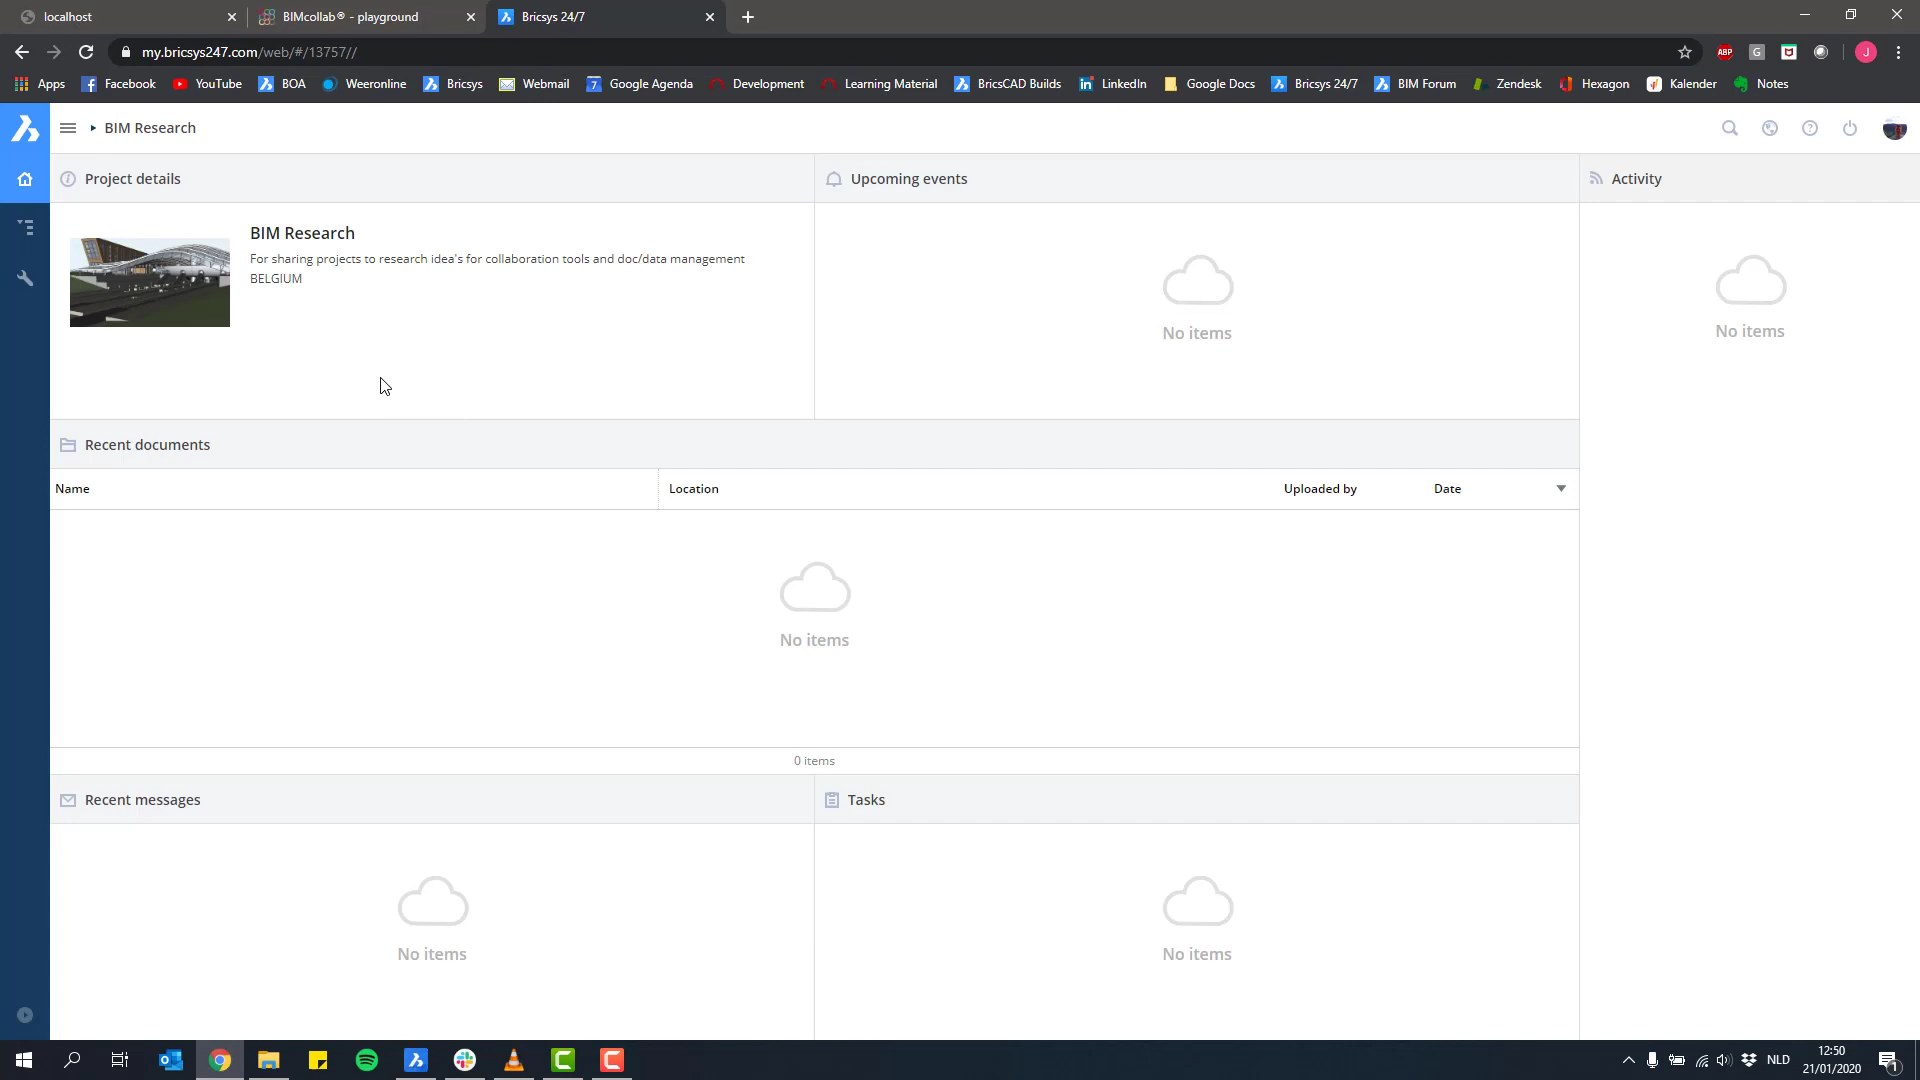 localhost
BIMcollab® - playground
Bricsys 24/7
my.bricsys247.com/web/#/13757//
ABP
G
J
Apps
Facebook
YouTube
BOA
Weeronline
Bricsys
Webmail
7
Google Agenda
Development
Learning Material
BricsCAD Builds
LinkedIn
Google Docs
Bricsys 24/7
BIM Forum
Zendesk
Hexagon
Kalender
Notes
BIM Research
Project details
Upcoming events
Activity
BIM Research
For sharing projects to research idea's for collaboration tools and doc/data management
BELGIUM
No items
No items
Recent documents
Name
Location
Uploaded by
Date
No items
0 items
Recent messages
Tasks
No items
No items
NLD
12:50
21/01/2020
1